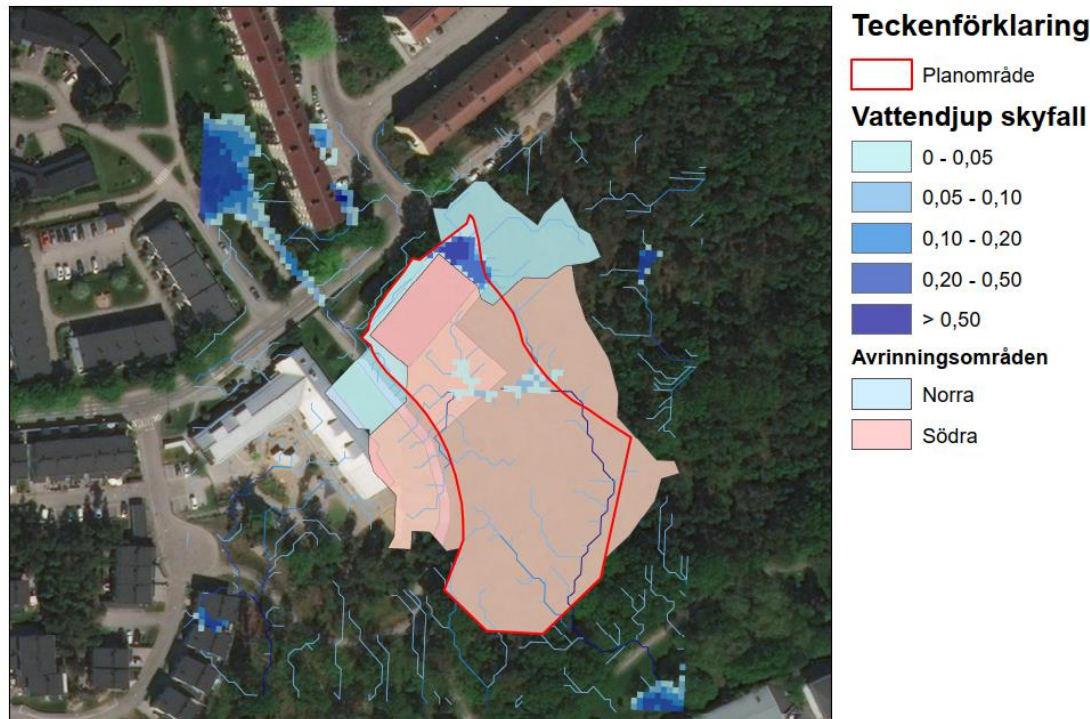 Teckenförklaring
Planområde
Vattendjup skyfall
0 - 0,05
0,05 - 0,10
0,10 - 0,20
0,20 - 0,50
> 0,50
Avrinningsområden
Norra
Södra